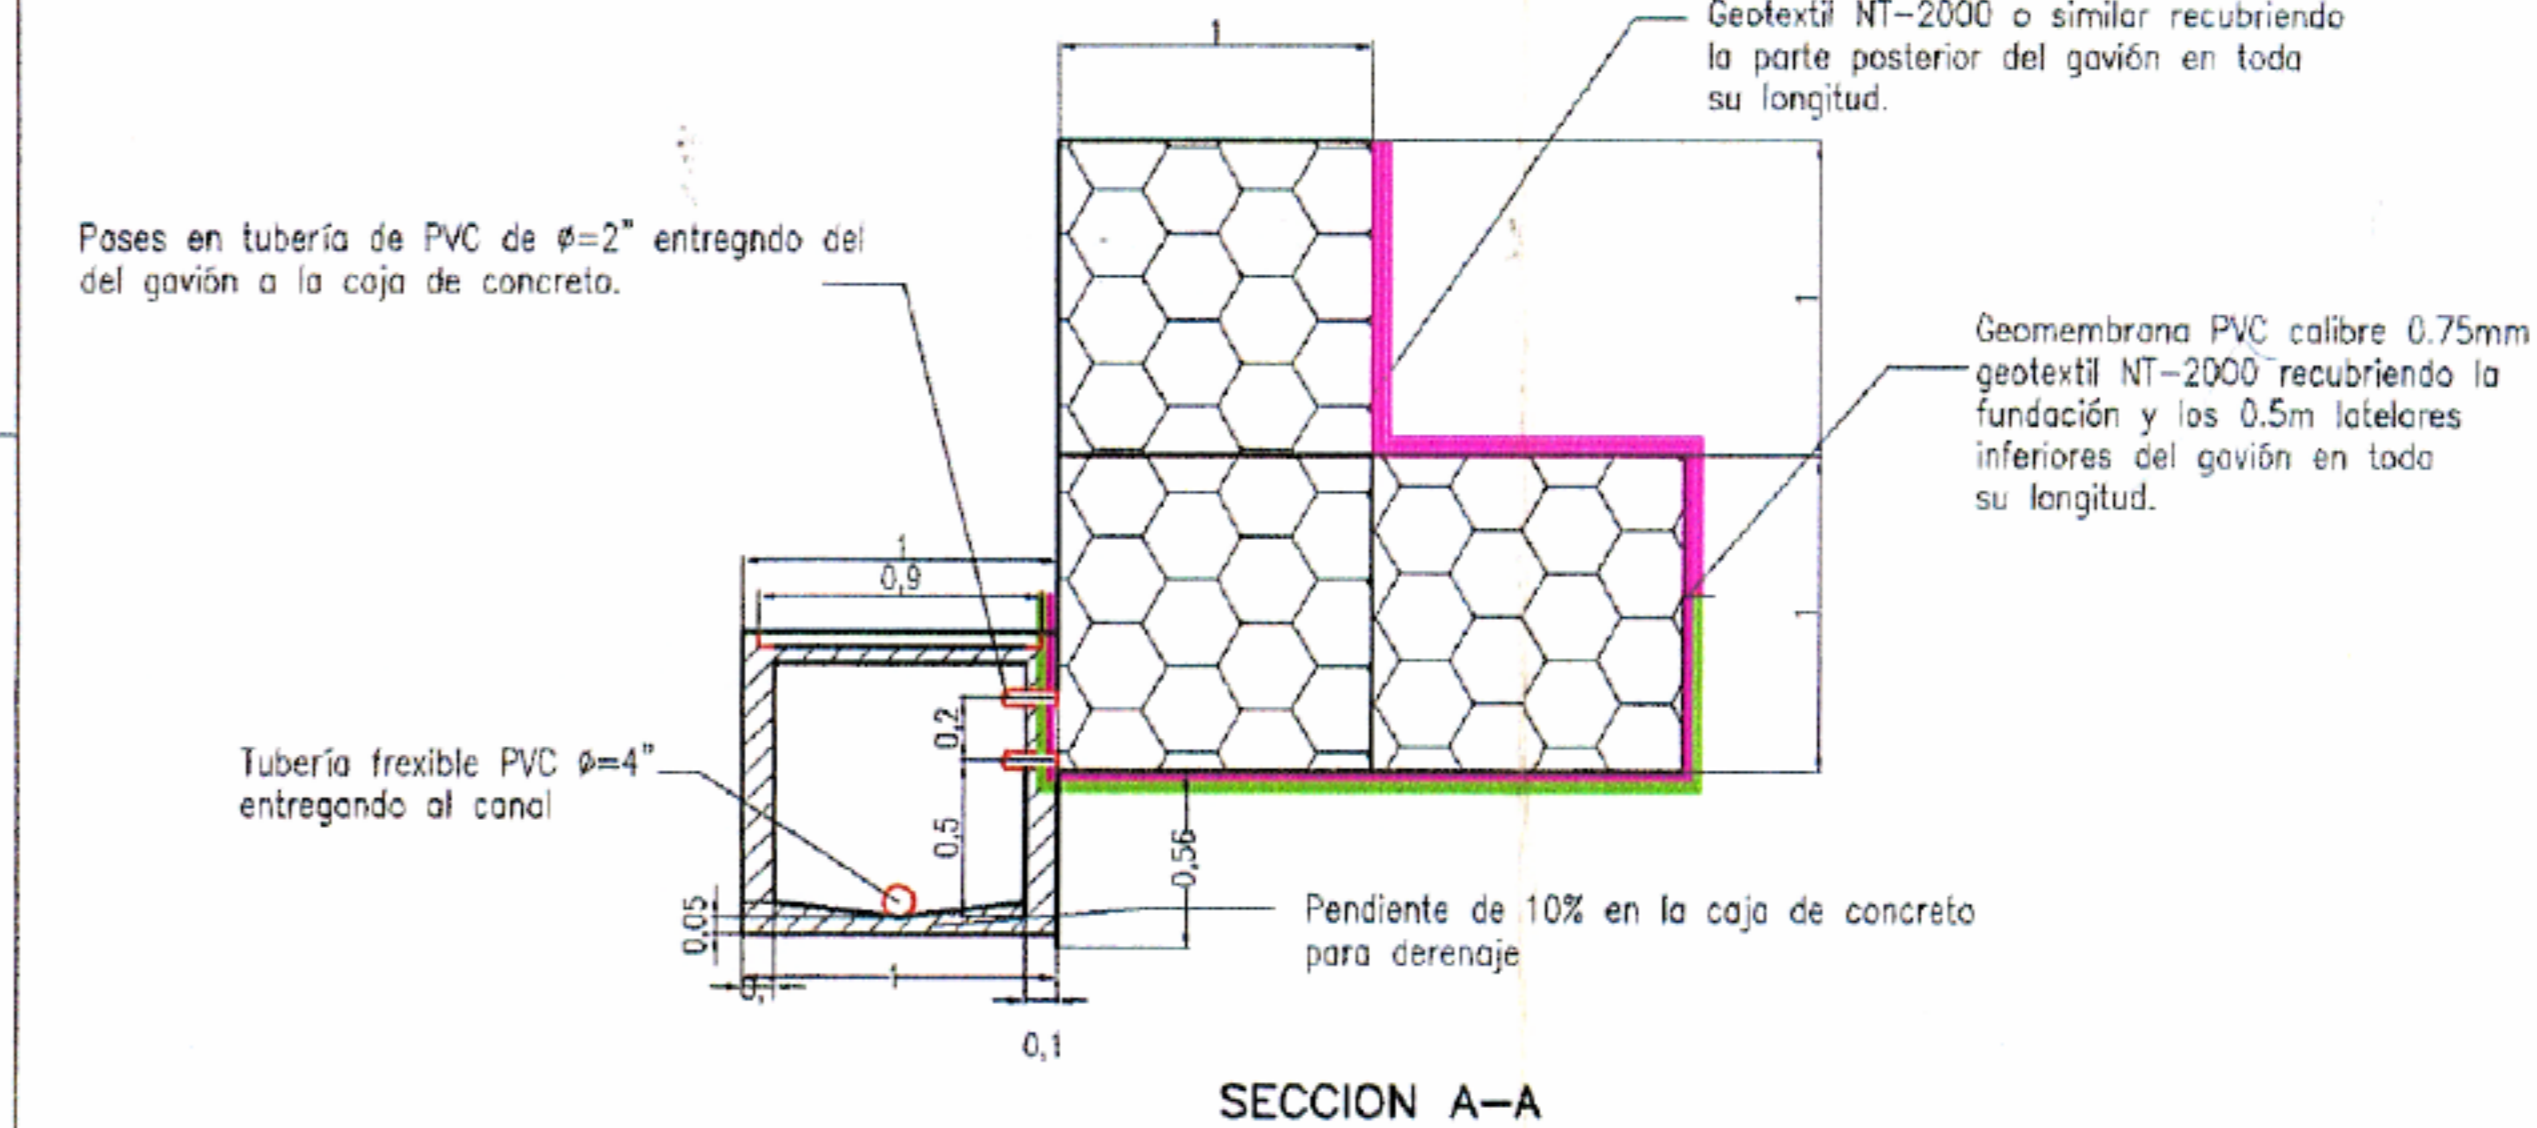 Geotextil NT-2000 o similar recubriendo
la parte posterior del gavión en toda
su longitud.
1
Pases en tubería de PVC de ø=2" entregndo del
del gavión a la caja de concreto.
1
Geomembrana PVC calibre 0.75mm
geotextil NT-2000 recubriendo la
fundación y los 0.5m latelares
inferiores del gavión en toda
su longitud.
1
0,9
1
0,2
Tubería frexible PVC ø=4"
entregando al canal
0,5
0,56
0,05
Pendiente de 10% en la caja de concreto
para derenaje
1
0,1
SECCION A-A